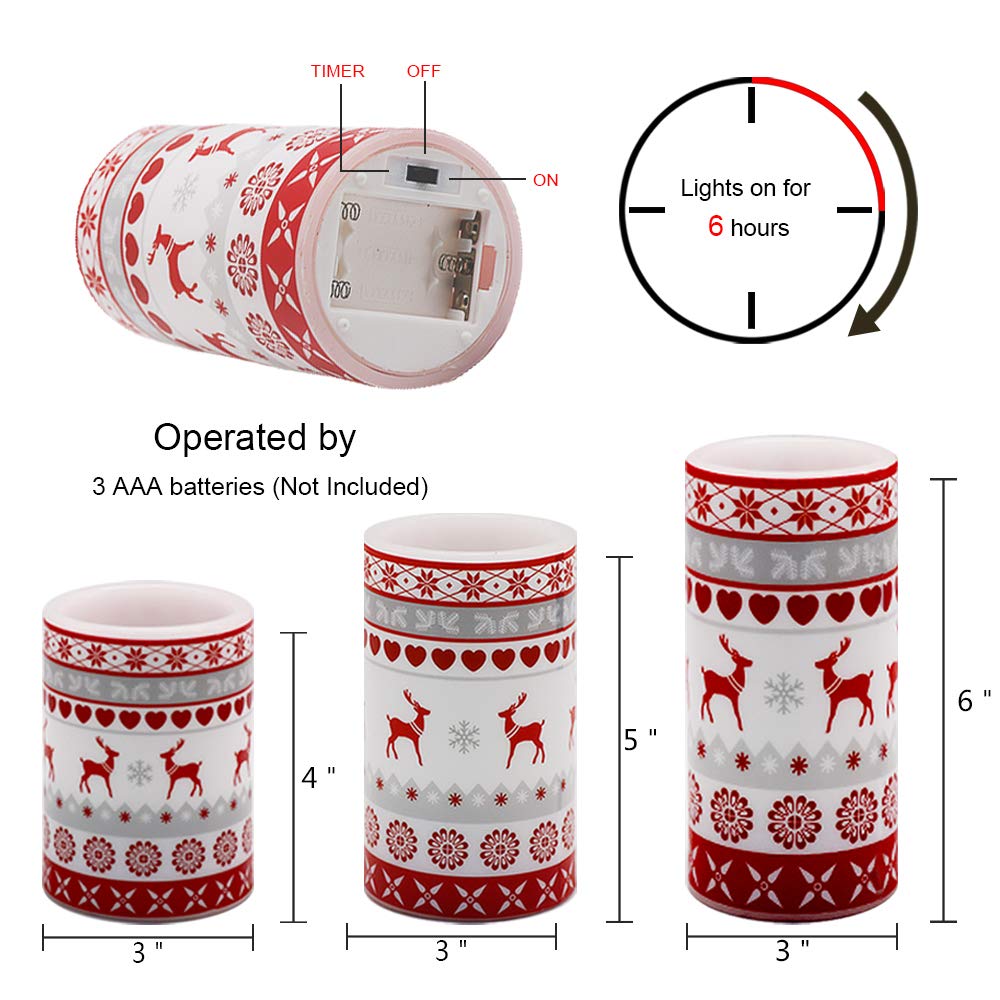 TIMER
OFF
ON
Lights on for
6 hours
Operated by
3 AAA batteries (Not Included)
4 "
5 "
6 "
3 "
3 "
3 "